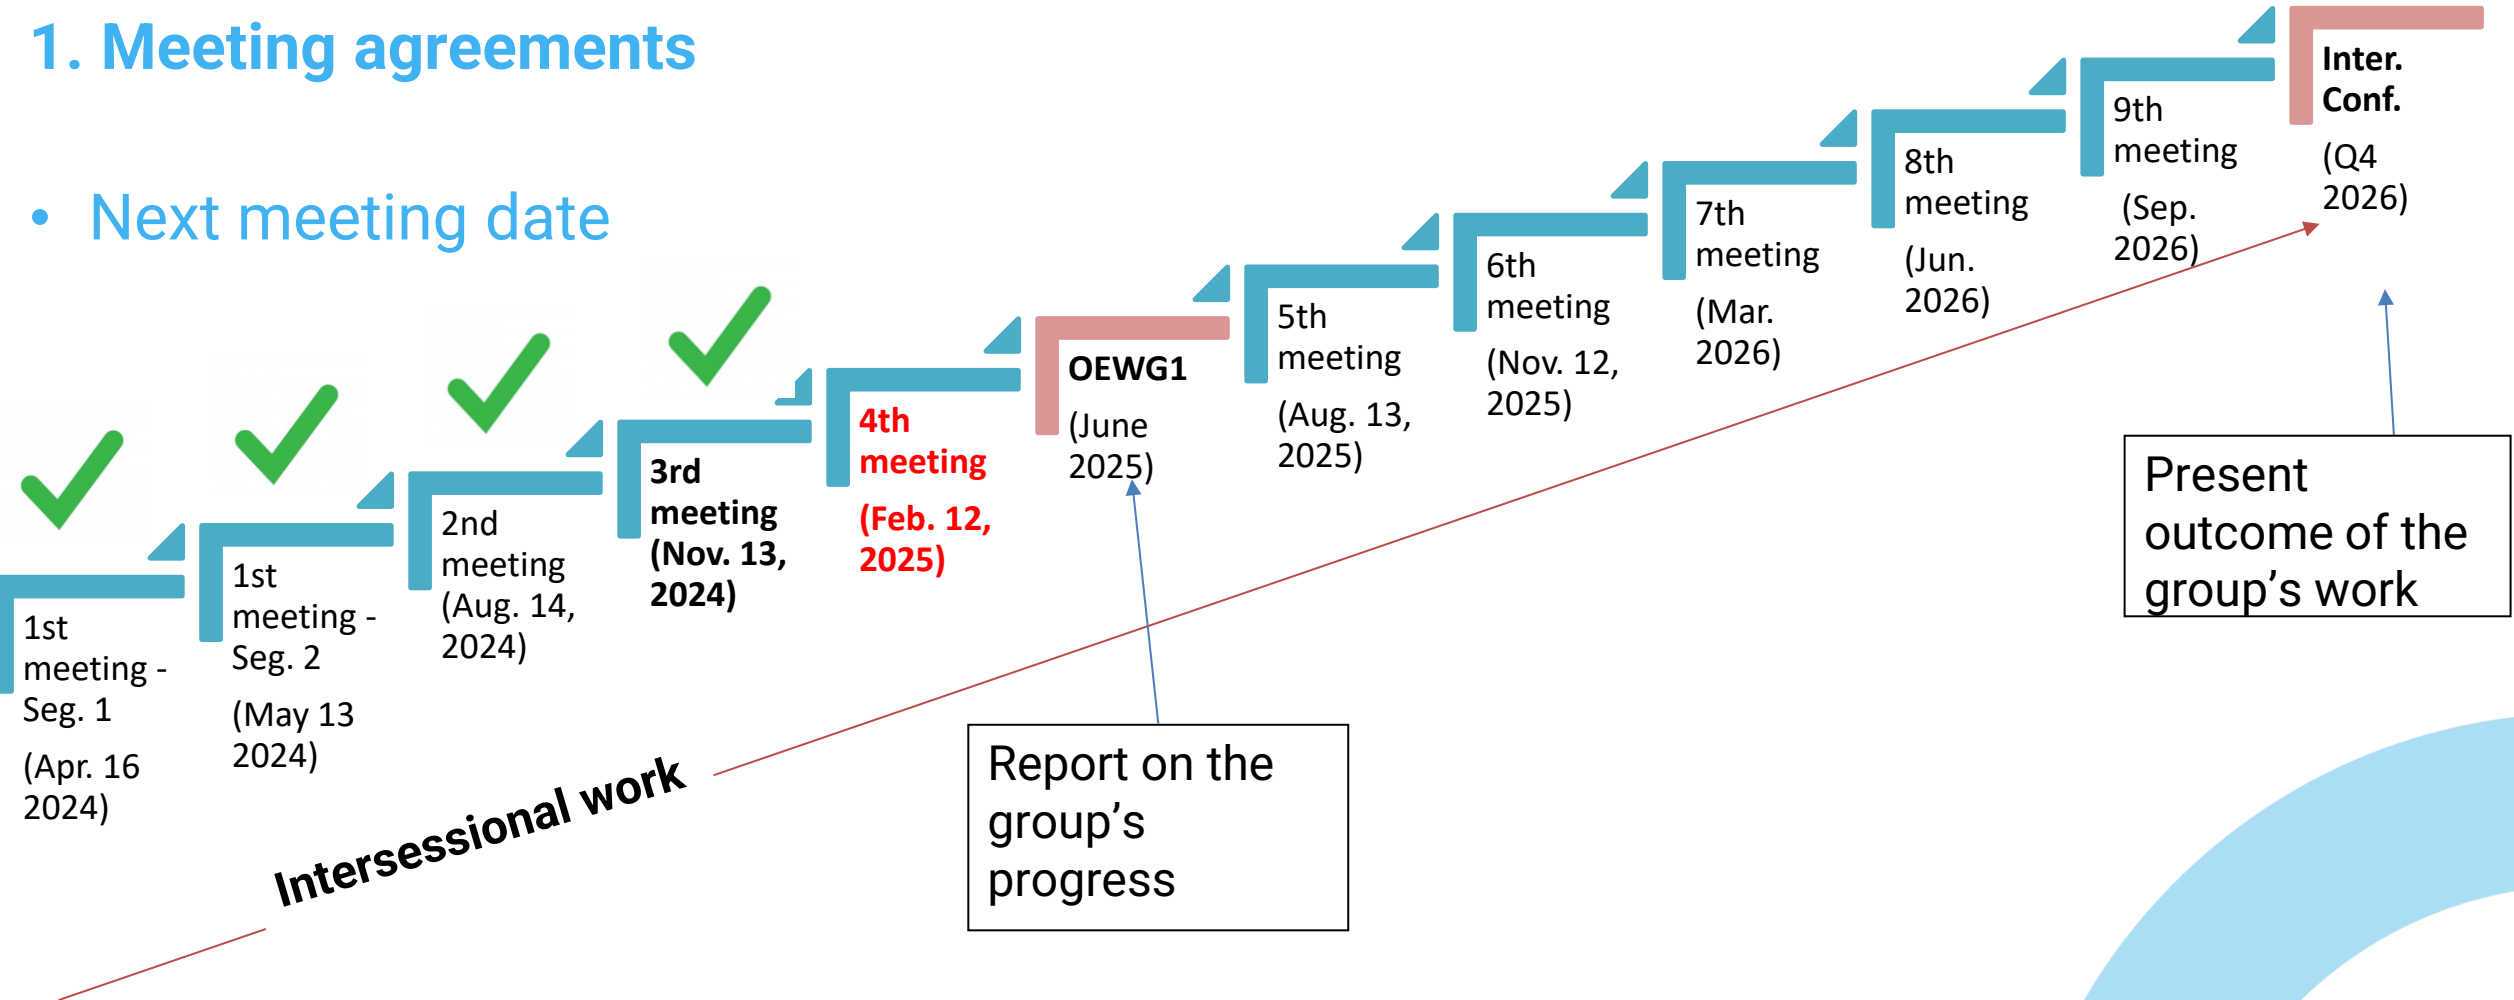 1. Meeting agreements
• Next meeting date
1st
meeting -
Seg. 1
(Apr. 16
2024)
1st
meeting -
Seg. 2
(May 13
2024)
2nd
meeting
(Aug. 14,
2024)
3rd
meeting
(Nov. 13,
2024)
4th
meeting
(Feb. 12,
2025)
OEWG1
(June
2025)
5th
meeting
(Aug. 13,
2025)
6th
meeting
(Nov. 12,
2025)
7th
meeting
(Mar.
2026)
8th
meeting
(Jun.
2026)
9th
meeting
(Sep.
2026)
Inter.
Conf.
(Q4
2026)
Intersessional work
Report on the
group’s
progress
Present
outcome of the
group’s work